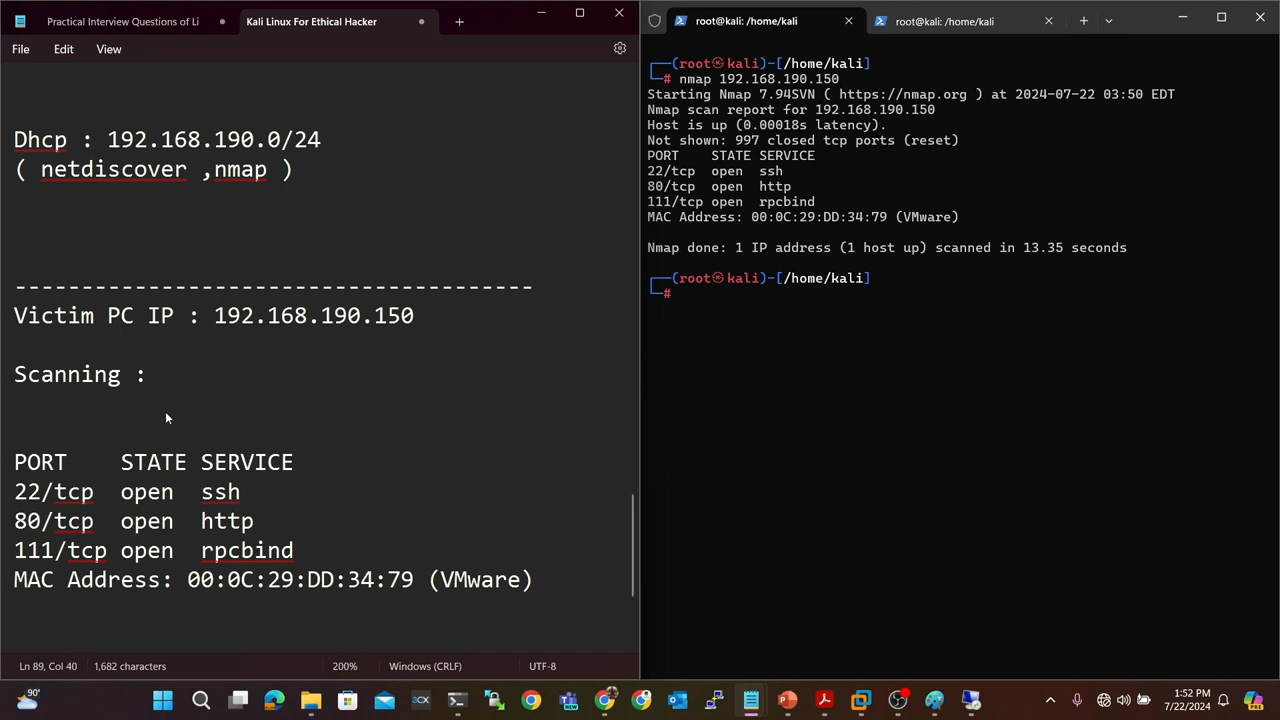 Practical Interview Questions of Li
Kali Linux For Ethical Hacker
File Edit View
Dhcp : 192.168.190.0/24
( netdiscover ,nmap )
---------------------------------------
Victim PC IP : 192.168.190.150
Scanning :
PORT STATE SERVICE
22/tcp open ssh
80/tcp open http
111/tcp open rpcbind
MAC Address: 00:0C:29:DD:34:79 (VMware)
Ln 89, Col 40 1,682 characters 200% Windows (CRLF) UTF-8
root@kali: /home/kali
root@kali: /home/kali
┌──(root㉿kali)-[/home/kali]
└─# nmap 192.168.190.150
Starting Nmap 7.94SVN ( https://nmap.org ) at 2024-07-22 03:50 EDT
Nmap scan report for 192.168.190.150
Host is up (0.00018s latency).
Not shown: 997 closed tcp ports (reset)
PORT STATE SERVICE
22/tcp open ssh
80/tcp open http
111/tcp open rpcbind
MAC Address: 00:0C:29:DD:34:79 (VMware)
Nmap done: 1 IP address (1 host up) scanned in 13.35 seconds
┌──(root㉿kali)-[/home/kali]
└─#
90°
SCX
NEW
1:52 PM
7/22/2024
PRE